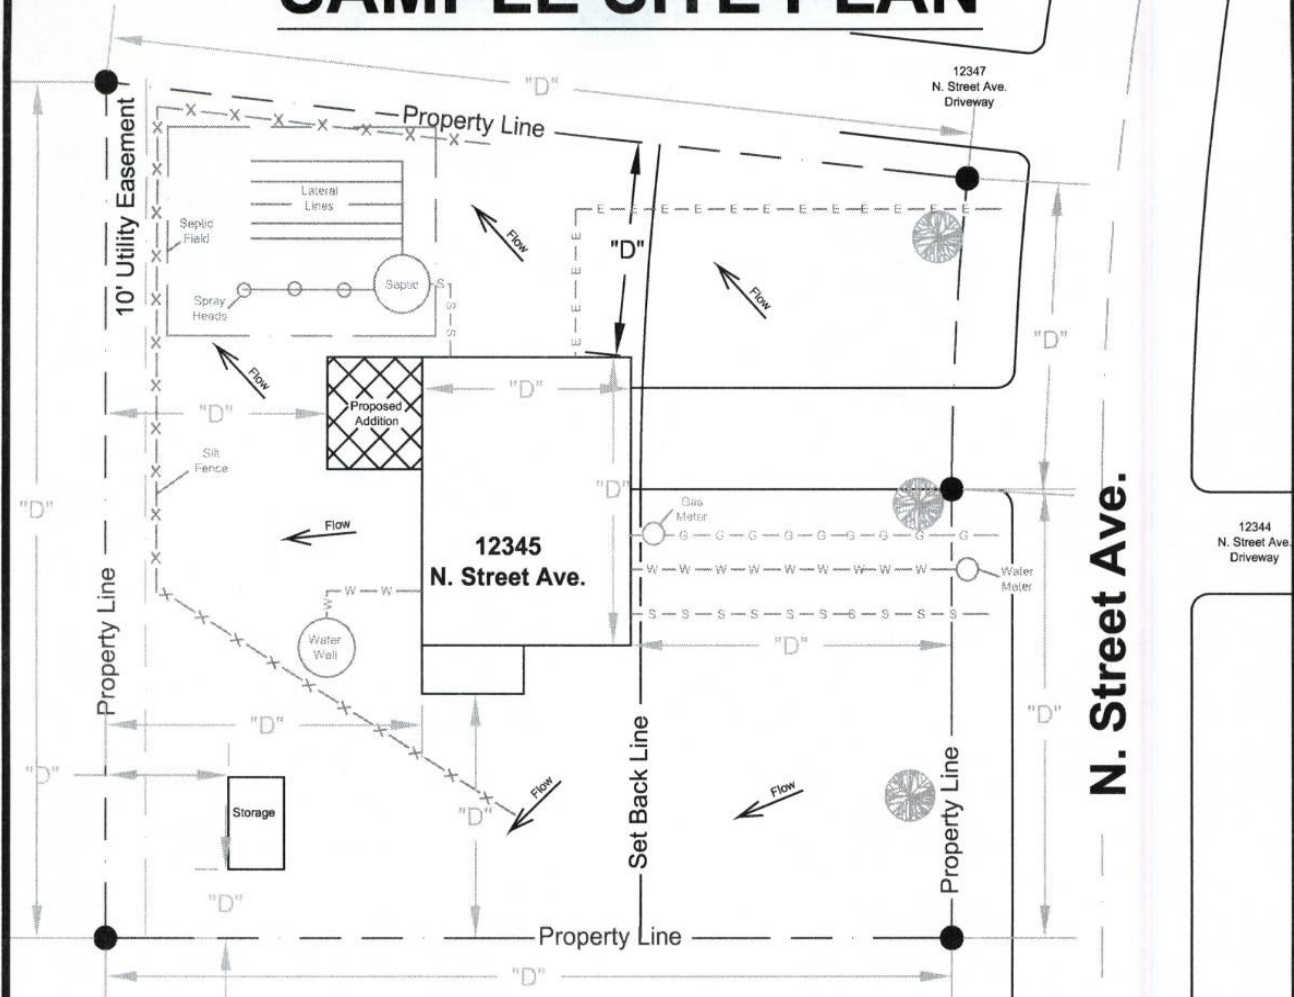 SAMPLE SITE PLAN
"D"
12347
N. Street Ave.
Driveway
Property Line
10' Utility Easement
Lateral
Lines
Septic
Field
Flow
"D"
E E E E E E E E E E E E
E
E
E
E
Septic
S
S
S
Spray
Heads
Flow
Flow
"D"
"D"
"D"
Proposed
Addition
Silt
Fence
"D"
"D"
Gas
Meter
G G G G G G G G G
Flow
12345
N. Street Ave.
W W W W W W W W W
Water
Meter
12344
N. Street Ave.
Driveway
W W W
Water
Wall
S S S S S S S S S
"D"
Property Line
"D"
"D"
N. Street Ave.
"D"
Storage
Flow
"D"
Set Back Line
Flow
Property Line
"D"
Property Line
"D"